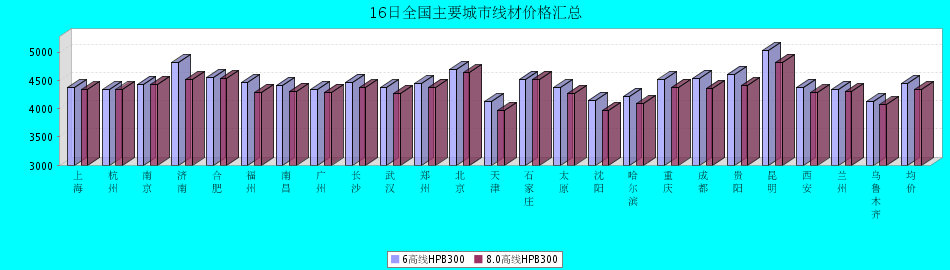 16日全国主要城市线材价格汇总
5000
4500
4000
3500
3000
上海
杭州
南京
济南
合肥
福州
南昌
广州
长沙
武汉
郑州
北京
天津
石家庄
太原
沈阳
哈尔滨
重庆
成都
贵阳
昆明
西安
兰州
乌鲁木齐
均价
6高线HPB300 8.0高线HPB300